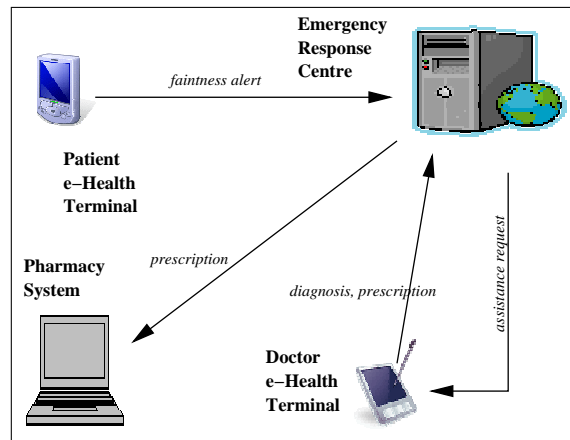 Emergency
Response
Centre
faintness alert
Patient
e−Health
Terminal
Pharmacy
System
prescription
diagnosis, prescription
assistance request
Doctor
e−Health
Terminal